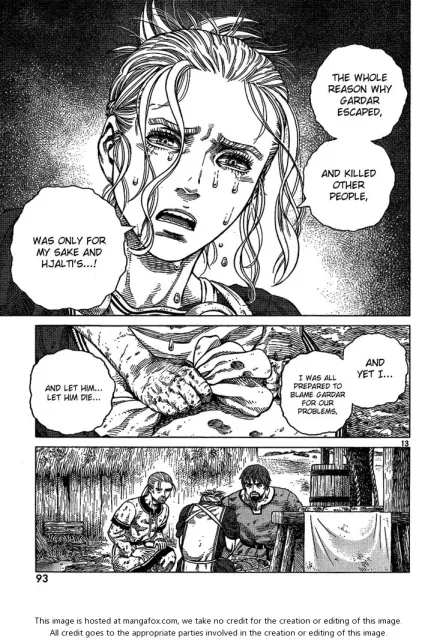 THE WHOLE
REASON WHY
GARDAR
ESCAPED,
AND KILLED
OTHER
PEOPLE,
WAS ONLY FOR
MY SAKE AND
HJALTI'S...!
AND
YET I...
I WAS ALL
PREPARED TO
BLAME GARDAR
FOR OUR
PROBLEMS,
AND LET HIM...
LET HIM DIE...
13
93
This image is hosted at mangafox.com, we take no credit for the creation or editing of this image.
All credit goes to the appropriate parties involved in the creation or editing of this image.